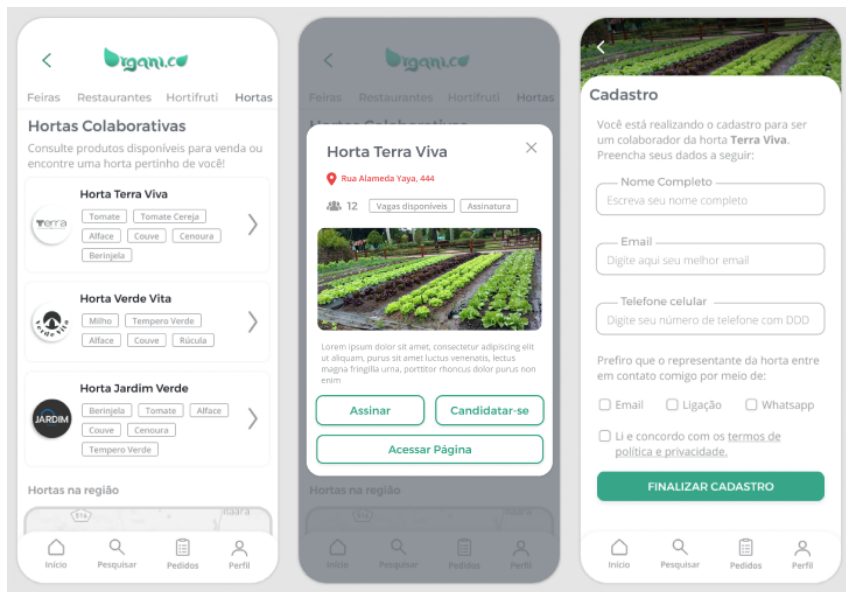 Organi.co
Feiras Restaurantes Hortifruti Hortas
Hortas Colaborativas
Consulte produtos disponíveis para venda ou
encontre uma horta pertinho de você!
Horta Terra Viva
Terra
Tomate Tomate Cereja
Alface Couve Cenoura
Berinjela
Horta Verde Vita
Verde Vita
Milho Tempero Verde
Alface Couve Rúcula
Horta Jardim Verde
JARDIM
Berinjela Tomate Alface
Couve Cenoura
Tempero Verde
Hortas na região
Início Pesquisar Pedidos Perfil
Organi.co
Feiras Restaurantes Hortifruti Hortas
Horta Terra Viva
Rua Alameda Yaya, 444
12 Vagas disponíveis Assinatura
Lorem ipsum dolor sit amet, consectetur adipiscing elit
ut aliquam, purus sit amet luctus venenatis, lectus
magna fringilla urna, porttitor rhoncus dolor purus non
enim
Assinar Candidatar-se
Acessar Página
Hortas na região
Início Pesquisar Pedidos Perfil
Cadastro
Você está realizando o cadastro para ser
um colaborador da horta Terra Viva.
Preencha seus dados a seguir:
Nome Completo
Escreva seu nome completo
Email
Digite aqui seu melhor email
Telefone celular
Digite seu número de telefone com DDD
Prefiro que o representante da horta entre
em contato comigo por meio de:
Email Ligação Whatsapp
Li e concordo com os termos de
política e privacidade.
FINALIZAR CADASTRO
Início Pesquisar Pedidos Perfil